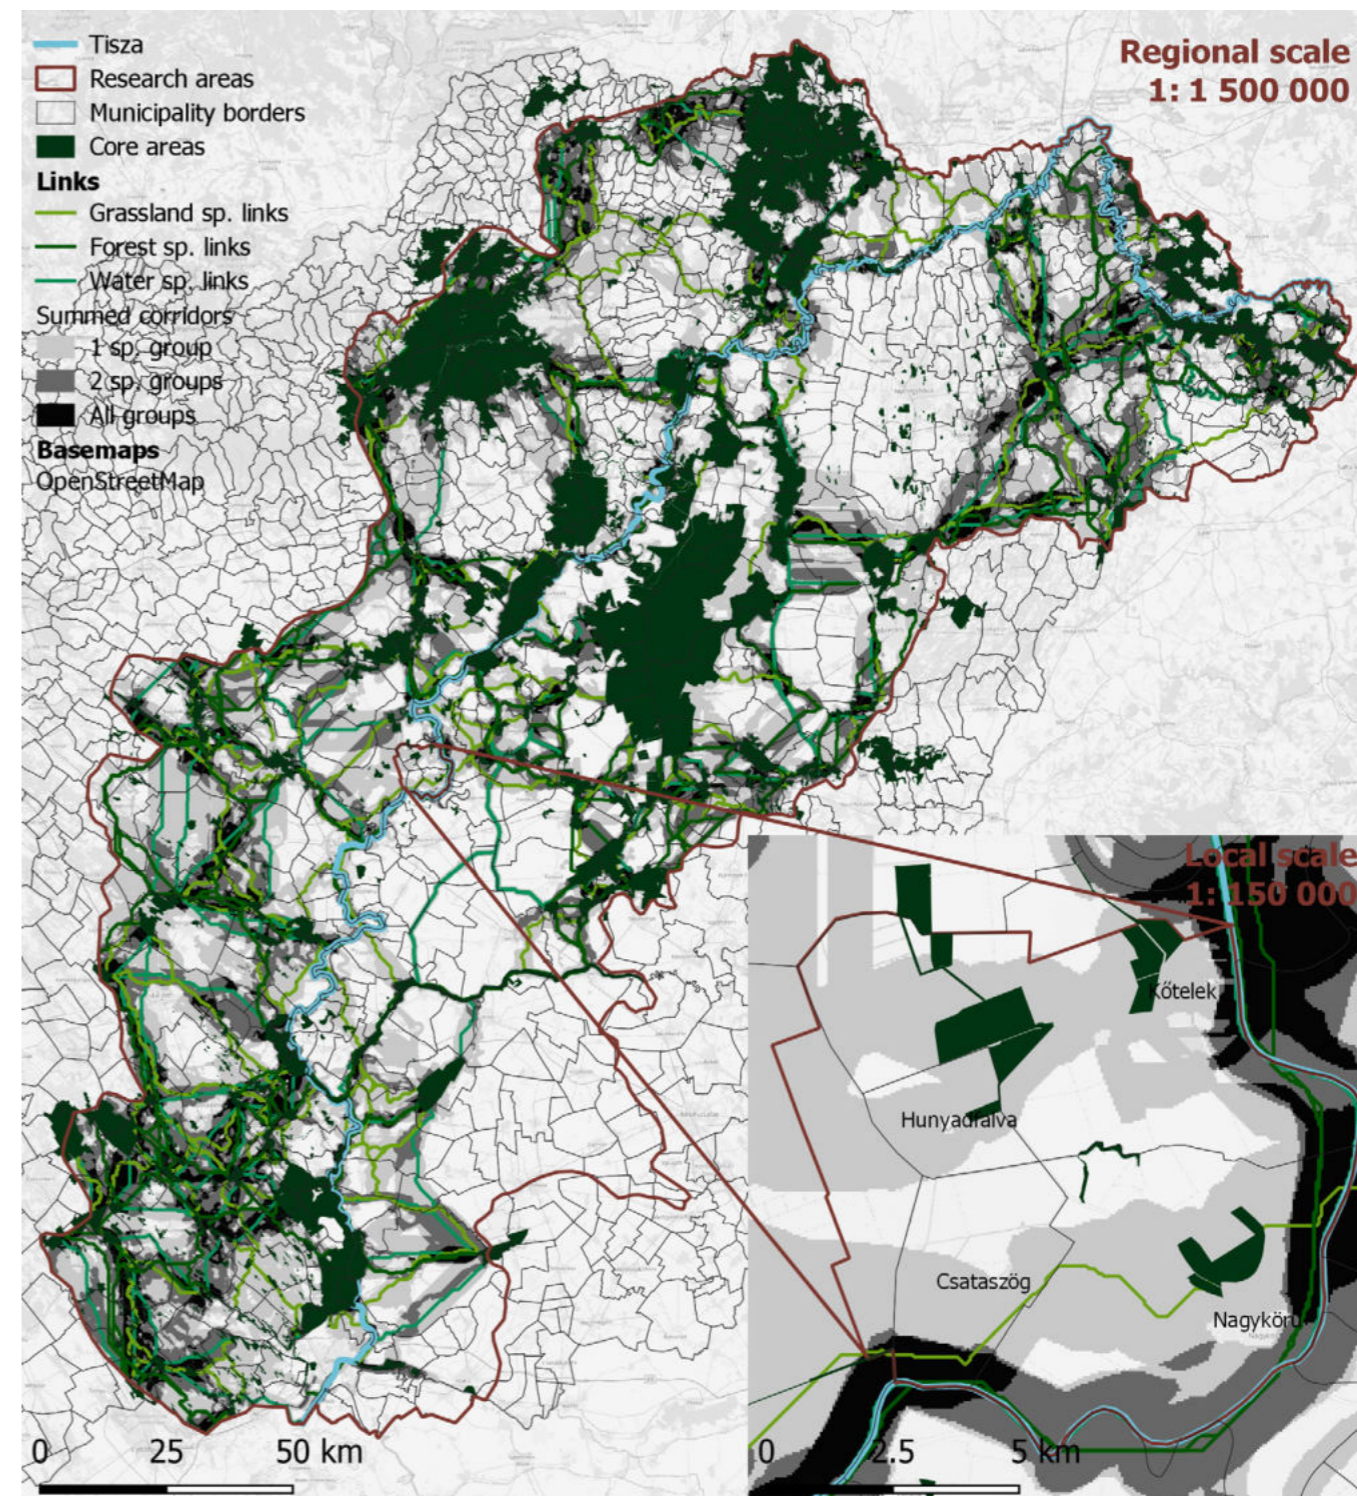 Tisza
Research areas
Municipality borders
Core areas
Links
Grassland sp. links
Forest sp. links
Water sp. links
Summed corridors
1 sp. group
2 sp. groups
All groups
Basemaps
OpenStreetMap
Regional scale
1: 1 500 000
Local scale
1: 150 000
Kőtelek
Hunyadfalva
Csataszög
Nagykörű
0 25 50 km
0 2.5 5 km